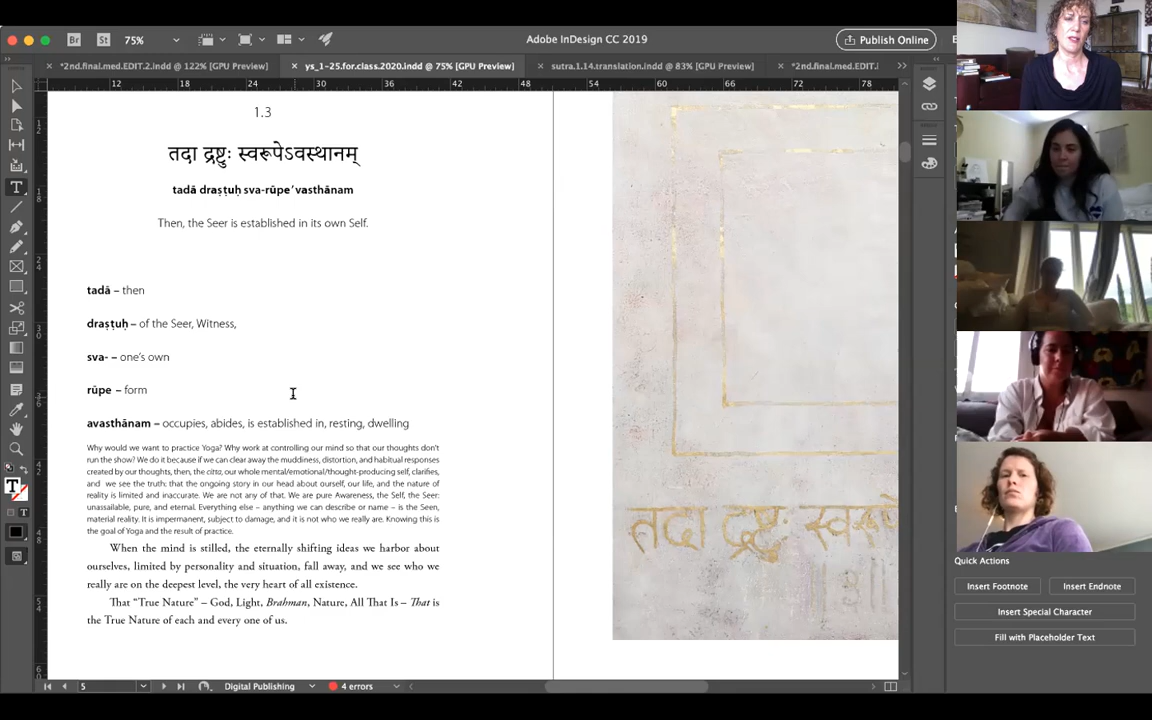 Br St 75% Adobe InDesign CC 2019 Publish Online
*2nd.final.med.EDIT.2.indd @ 122% [GPU Preview] ys_1-25.for.class.2020.indd @ 75% [GPU Preview] sutra.1.14.translation.indd @ 83% [GPU Preview] *2nd.final.med.EDIT.
12 18 24 30 36 42 48 60 66 72 78
1.3
तदा द्रष्टुः स्वरूपेऽवस्थानम्
tadā draṣṭuḥ sva-rūpe’vasthānam
Then, the Seer is established in its own Self.
tadā – then
draṣṭuḥ – of the Seer, Witness,
sva- – one’s own
rūpe – form
avasthānam – occupies, abides, is established in, resting, dwelling
Why would we want to practice Yoga? Why work at controlling our mind so that our thoughts don’t
run the show? We do it because if we can clear away the muddiness, distortion, and habitual responses
created by our thoughts, then, the citta, our whole mental/emotional/thought-producing self, clarifies,
and we see the truth: that the ongoing story in our head about ourself, our life, and the nature of
reality is limited and inaccurate. We are not any of that. We are pure Awareness, the Self, the Seer:
unassailable, pure, and eternal. Everything else – anything we can describe or name – is the Seen,
material reality. It is impermanent, subject to damage, and it is not who we really are. Knowing this is
the goal of Yoga and the result of practice.
When the mind is stilled, the eternally shifting ideas we harbor about
ourselves, limited by personality and situation, fall away, and we see who we
really are on the deepest level, the very heart of all existence.
That “True Nature” – God, Light, Brahman, Nature, All That Is – That is
the True Nature of each and every one of us.
तदा द्रष्टुः स्वरूपे
5 Digital Publishing 4 errors
Quick Actions
Insert Footnote Insert Endnote
Insert Special Character
Fill with Placeholder Text